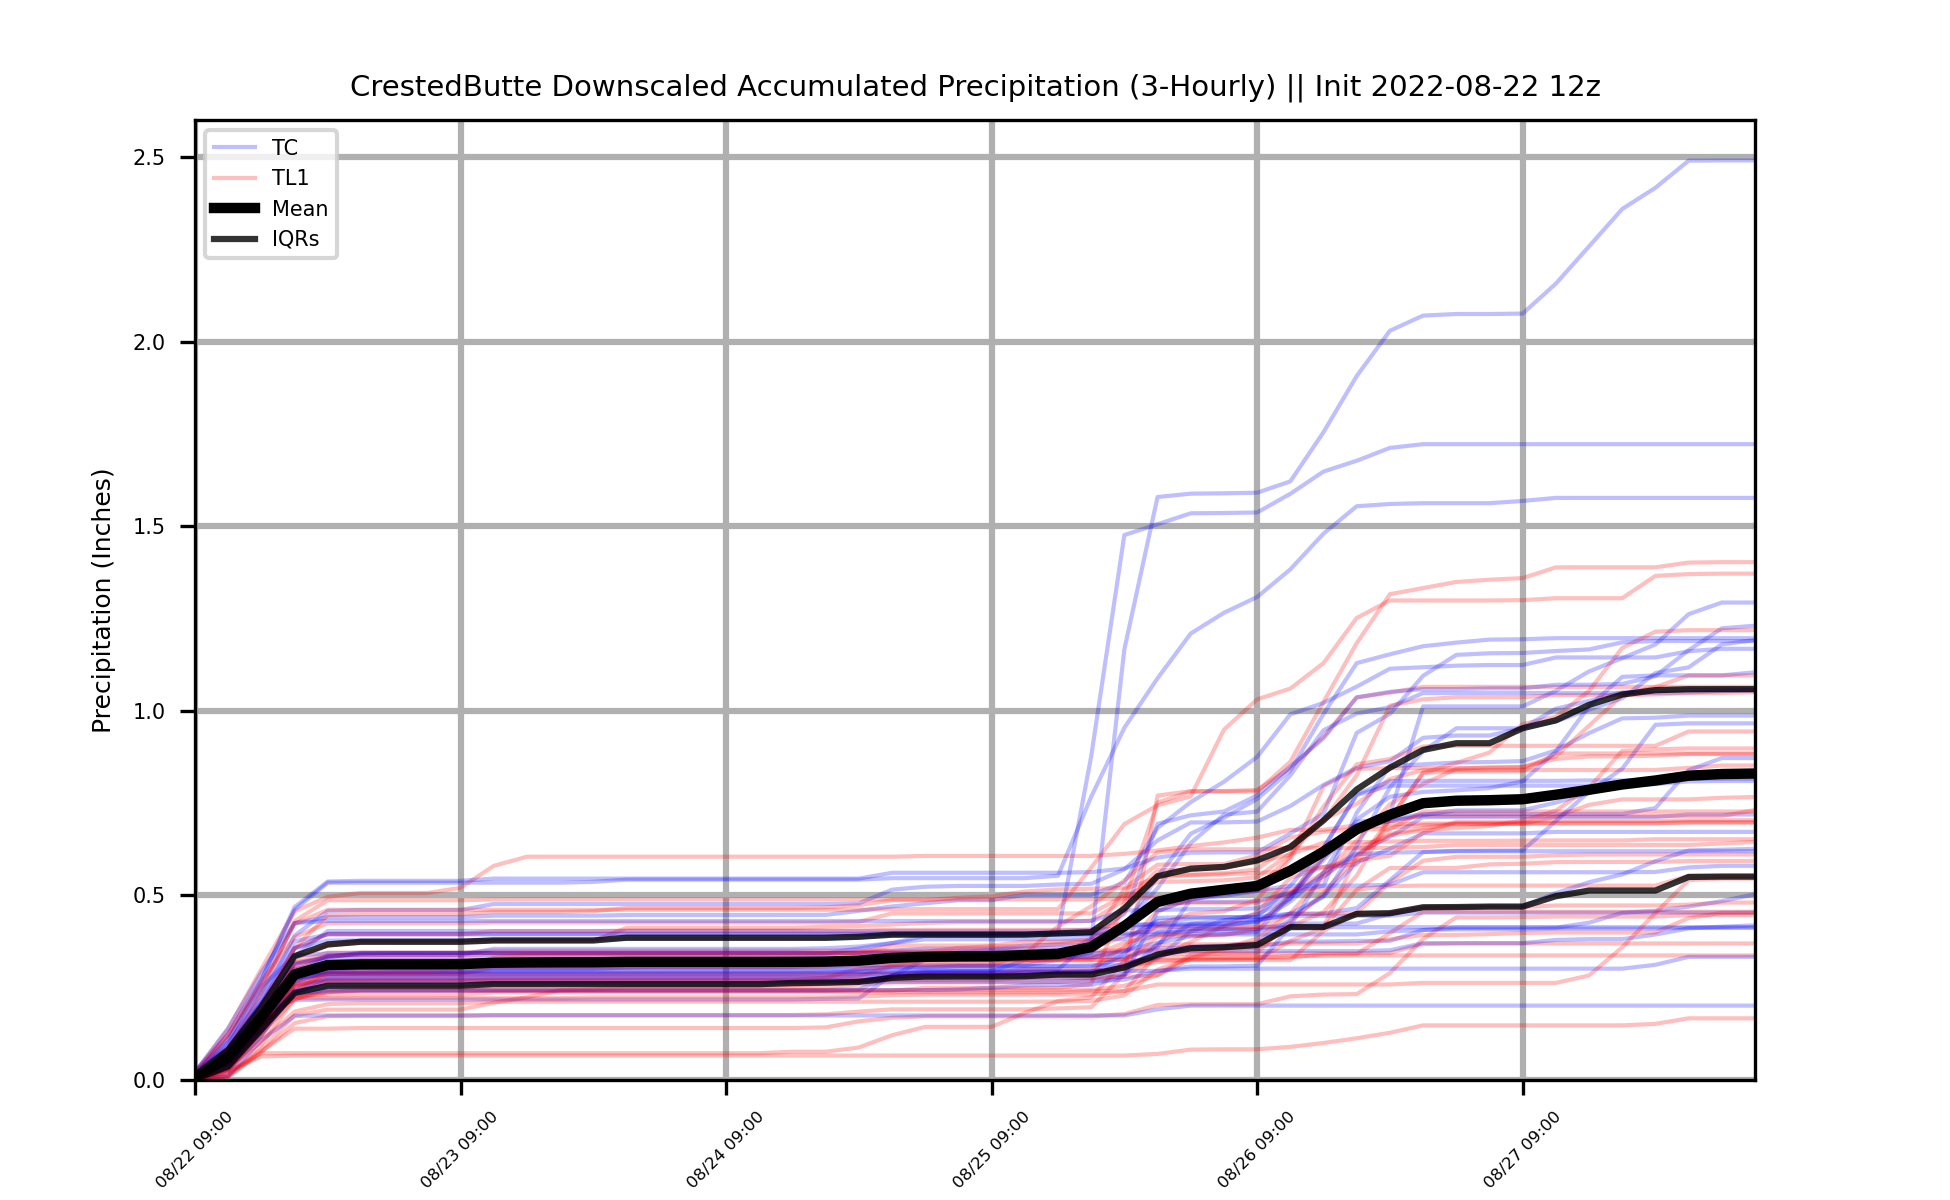 CrestedButte Downscaled Accumulated Precipitation (3-Hourly) || Init 2022-08-22 12z
TC
TL1
Mean
IQRs
Precipitation (Inches)
2.5
2.0
1.5
1.0
0.5
0.0
08/22 09:00
08/23 09:00
08/24 09:00
08/25 09:00
08/26 09:00
08/27 09:00